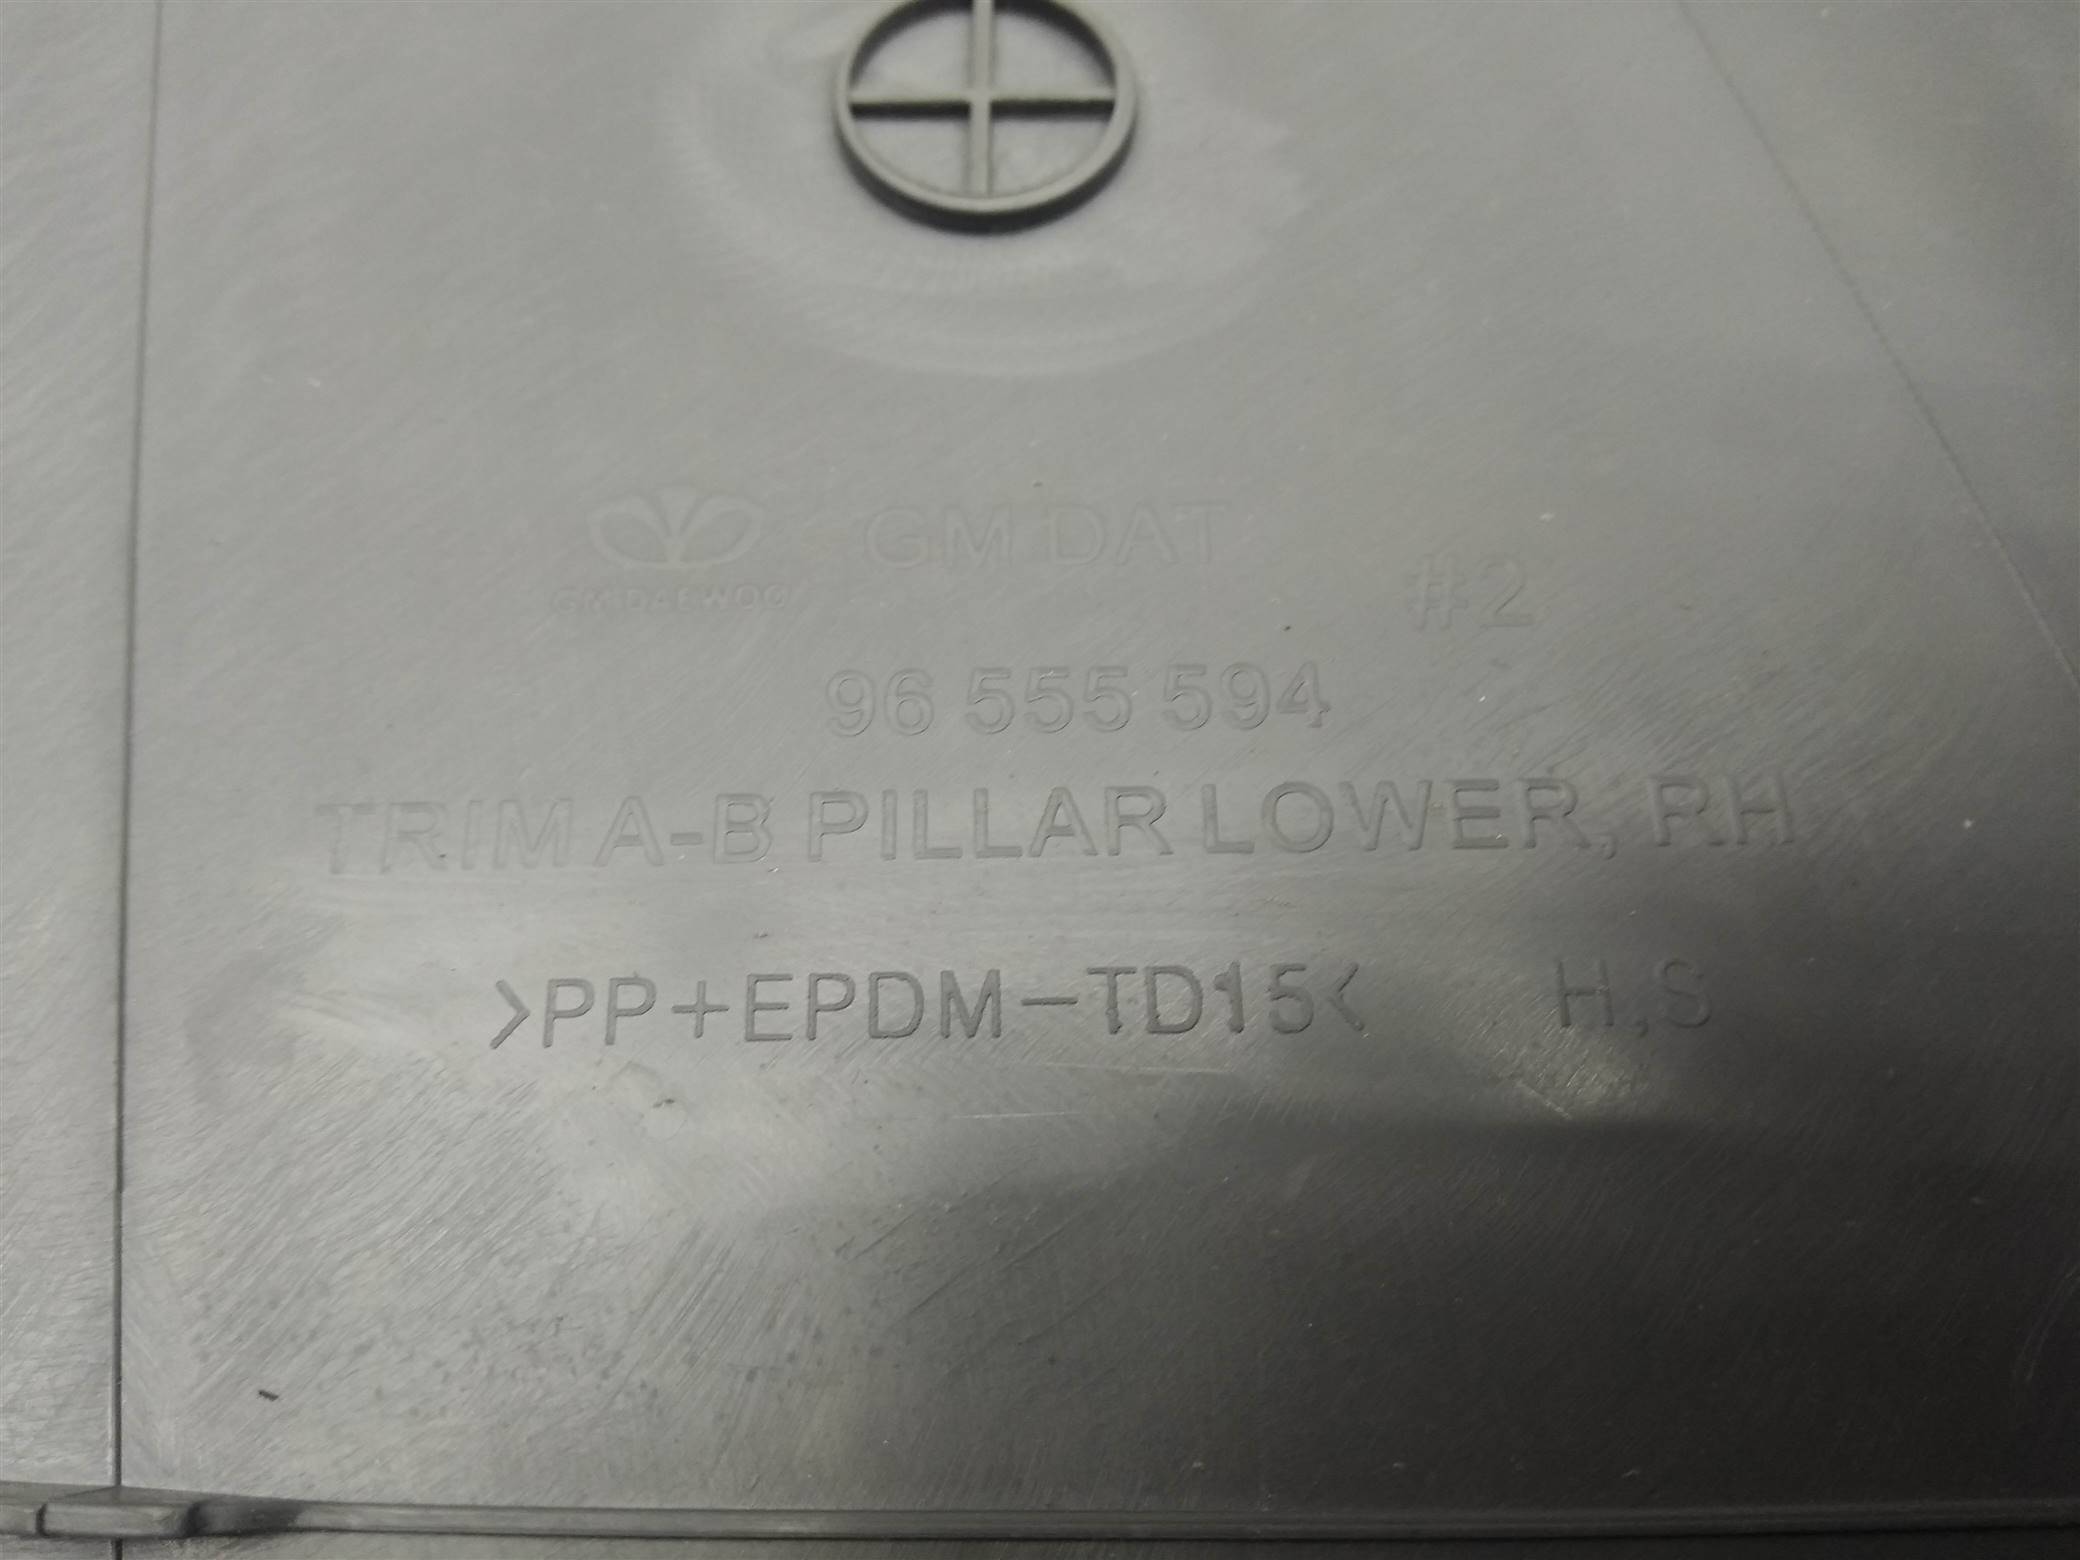 GM DAT
GM DAEWOO
#2
96 555 594
TRIM A-B PILLAR LOWER, RH
>PP+EPDM-TD15< H,S